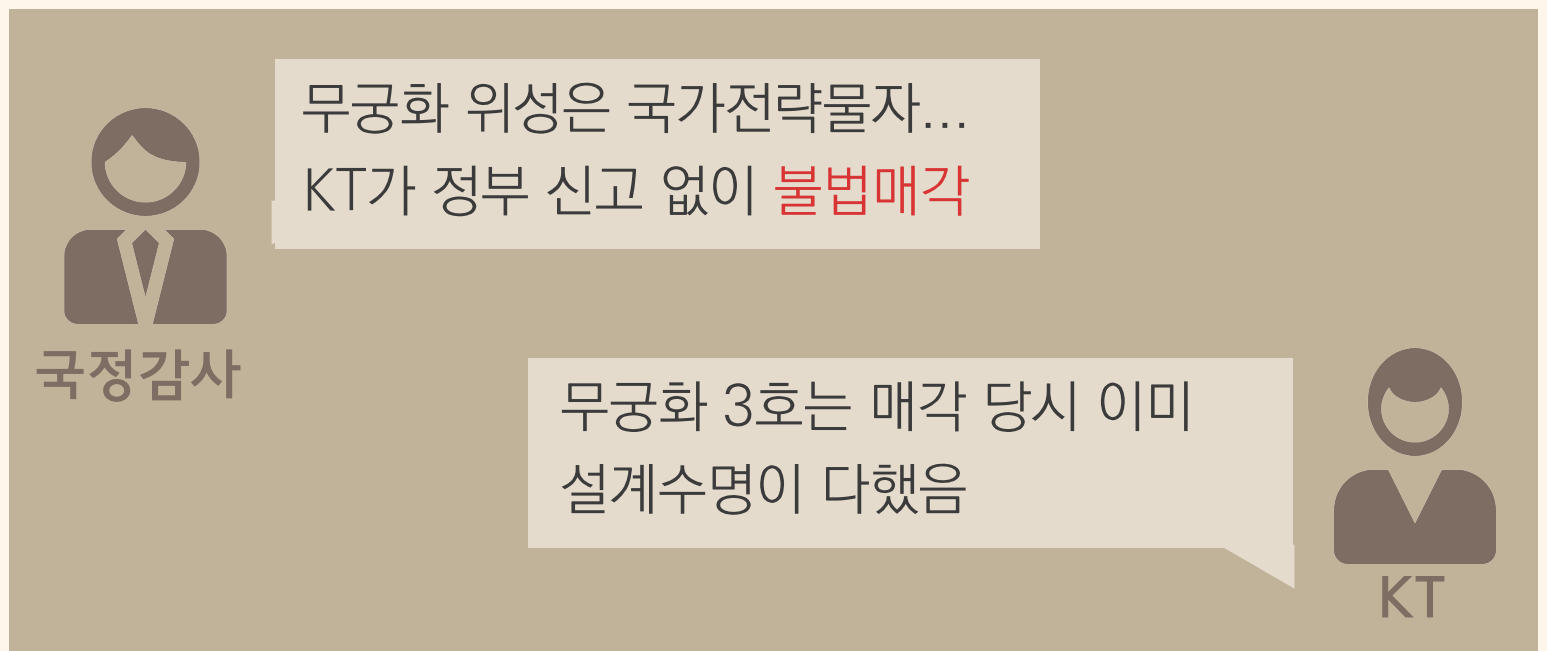 무궁화 위성은 국가전략물자...
KT가 정부 신고 없이 불법매각
국정감사
무궁화 3호는 매각 당시 이미
설계수명이 다했음
KT